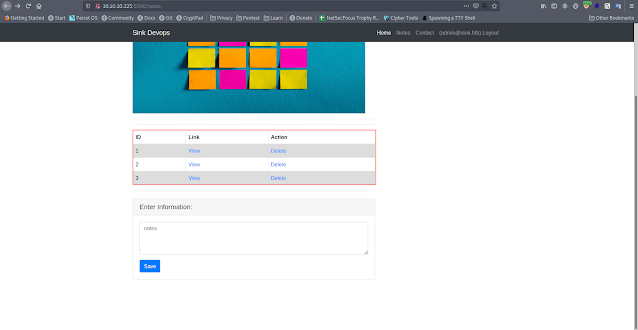 10.10.10.225:5000/notes
Getting Started Start Parrot OS Community Docs Git CryptPad Privacy Pentest Learn Donate NetSecFocus Trophy R... Cipher Tools Spawning a TTY Shell Other Bookmarks
Sink Devops Home Notes Contact (admin@sink.htb) Logout
ID Link Action
1 View Delete
2 View Delete
3 View Delete
Enter Information:
notes
Save